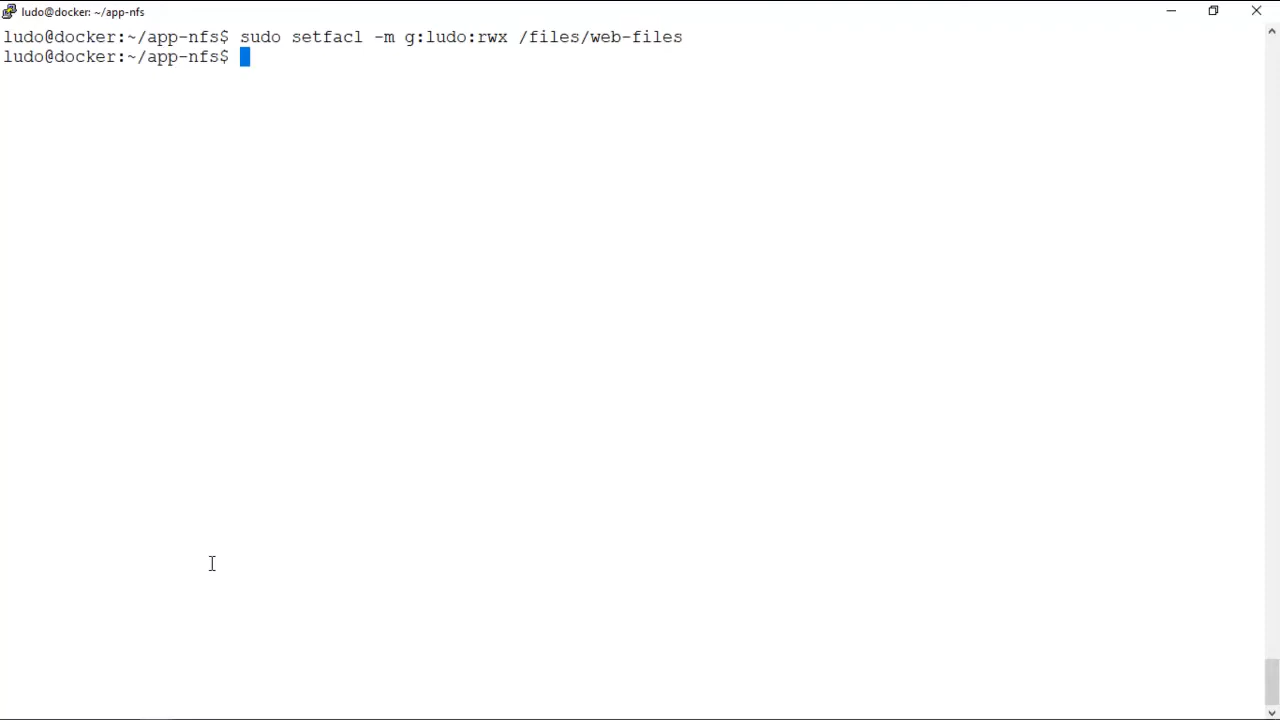 ludo@docker: ~/app-nfs
ludo@docker:~/app-nfs$ sudo setfacl -m g:ludo:rwx /files/web-files
ludo@docker:~/app-nfs$